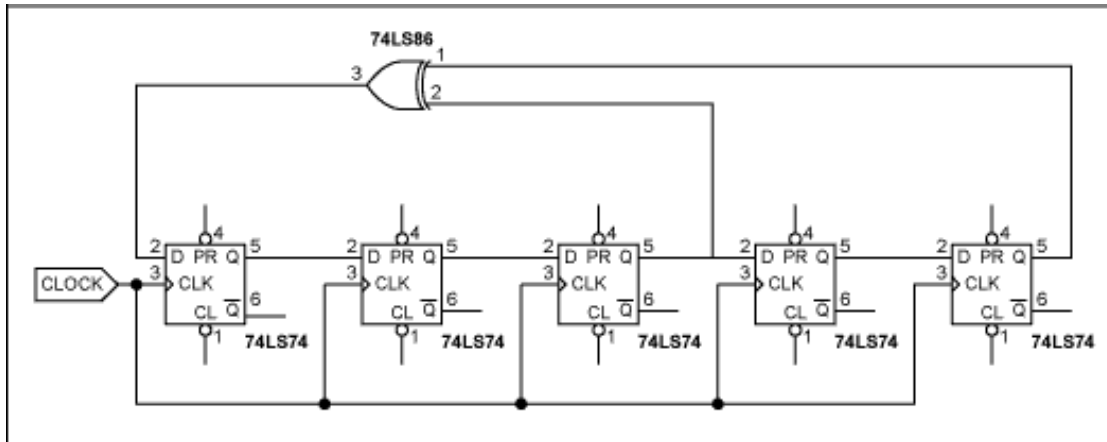 74LS86
1
3
2
4 4 4 4 4
2 D PR Q 5 2 D PR Q 5 2 D PR Q 5 2 D PR Q 5 2 D PR Q 5
CLOCK 3 CLK 3 CLK 3 CLK 3 CLK 3 CLK
CL Q 6 CL Q 6 CL Q 6 CL Q 6 CL Q 6
1 74LS74 1 74LS74 1 74LS74 1 74LS74 1 74LS74